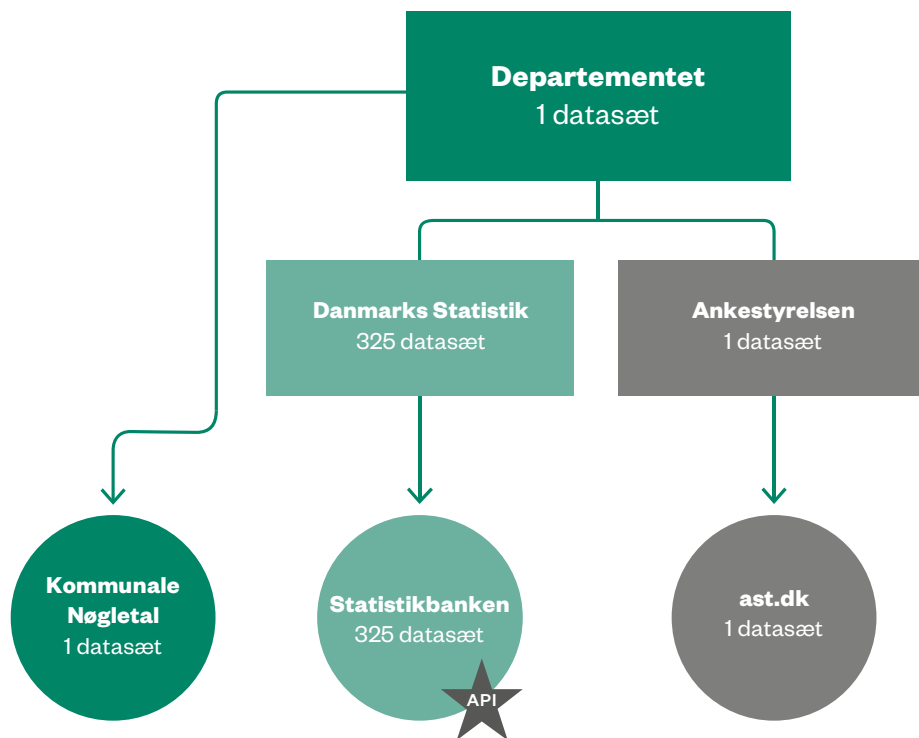 Departementet
1 datasæt
Danmarks Statistik
325 datasæt
Ankestyrelsen
1 datasæt
Kommunale
Nøgletal
1 datasæt
Statistikbanken
325 datasæt
API
ast.dk
1 datasæt